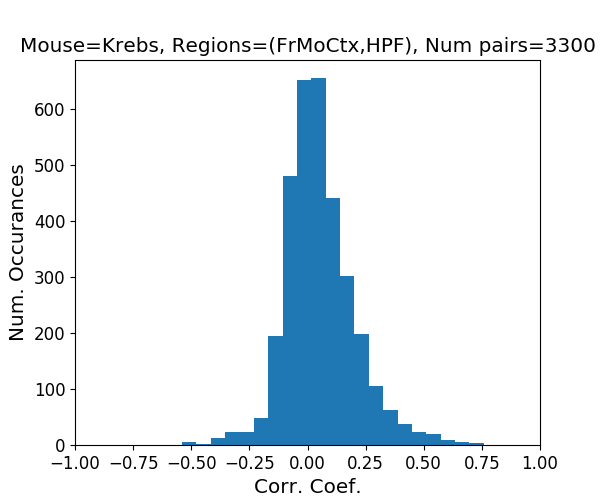 Mouse=Krebs, Regions=(FrMoCtx,HPF), Num pairs=3300
600
500
400
300
200
100
0
Num. Occurances
−1.00 −0.75 −0.50 −0.25 0.00 0.25 0.50 0.75 1.00
Corr. Coef.